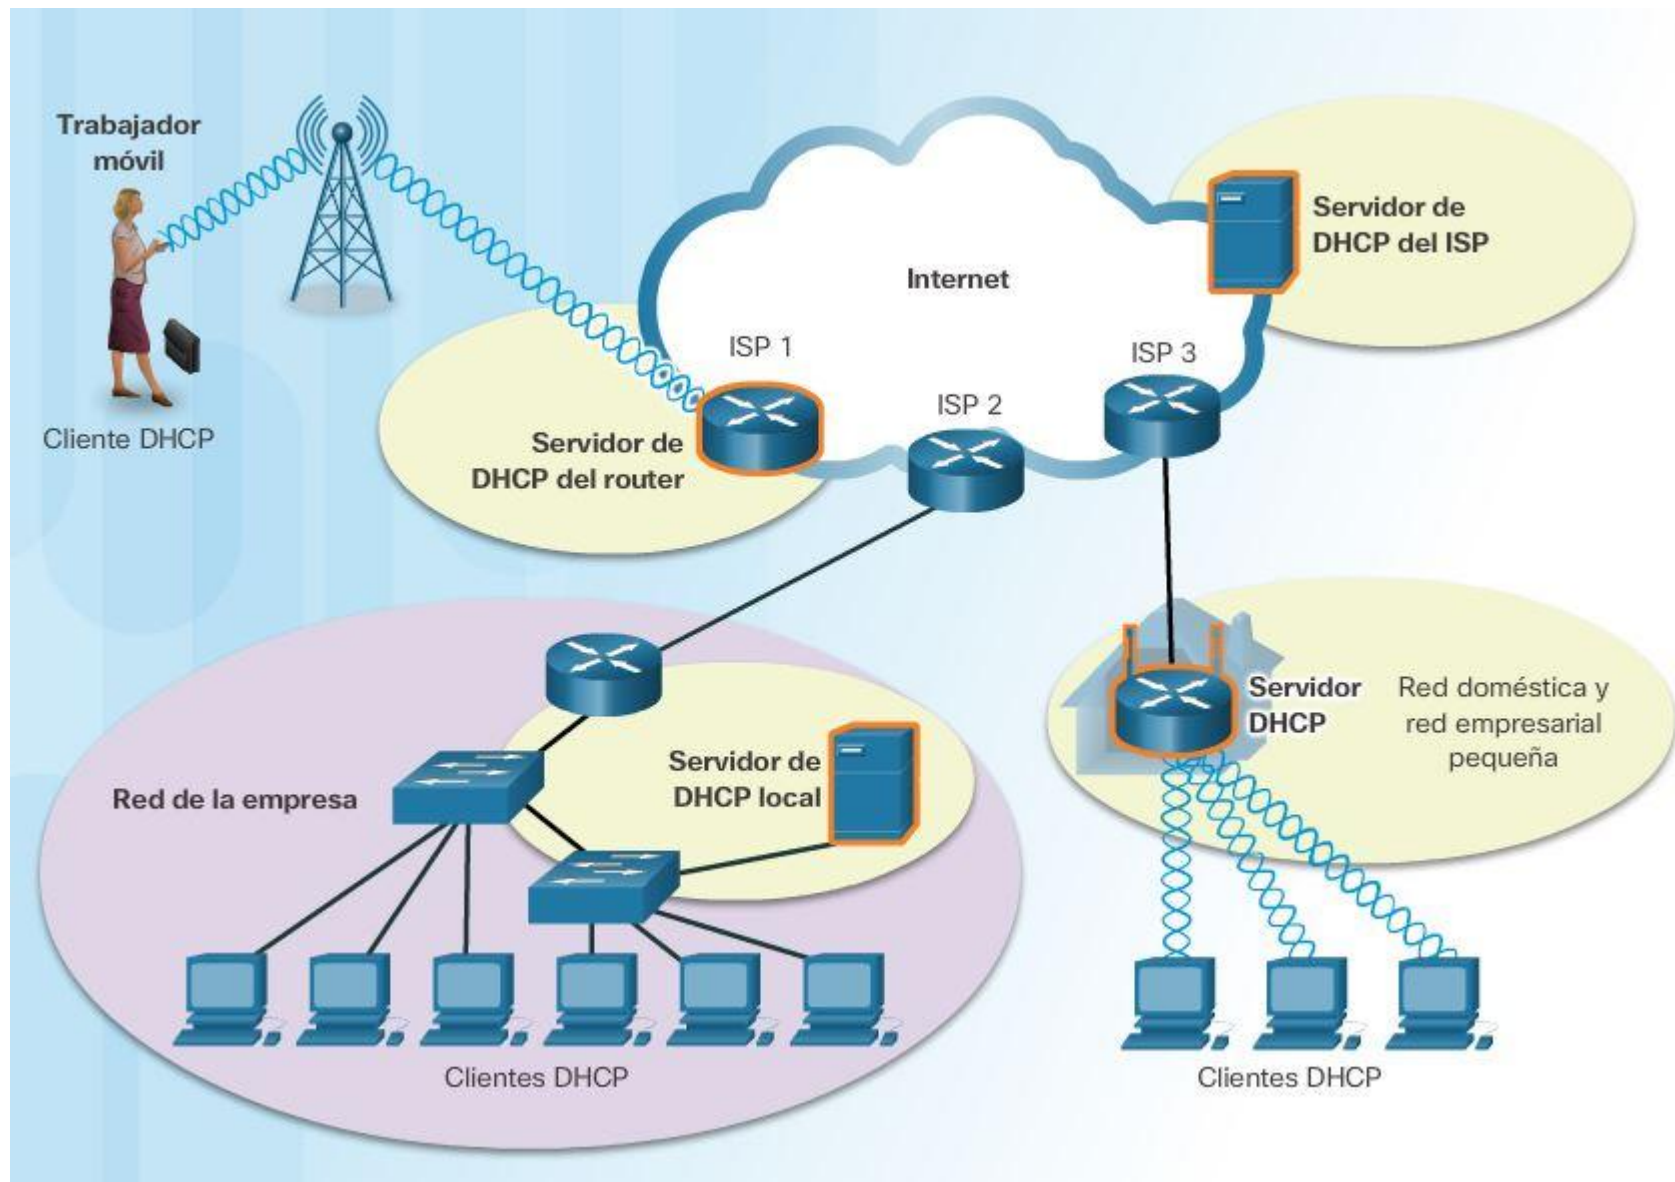 Trabajador
móvil
Cliente DHCP
Internet
Servidor de
DHCP del ISP
ISP 1
ISP 2
ISP 3
Servidor de
DHCP del router
Red de la empresa
Servidor de
DHCP local
Clientes DHCP
Servidor
DHCP
Red doméstica y
red empresarial
pequeña
Clientes DHCP